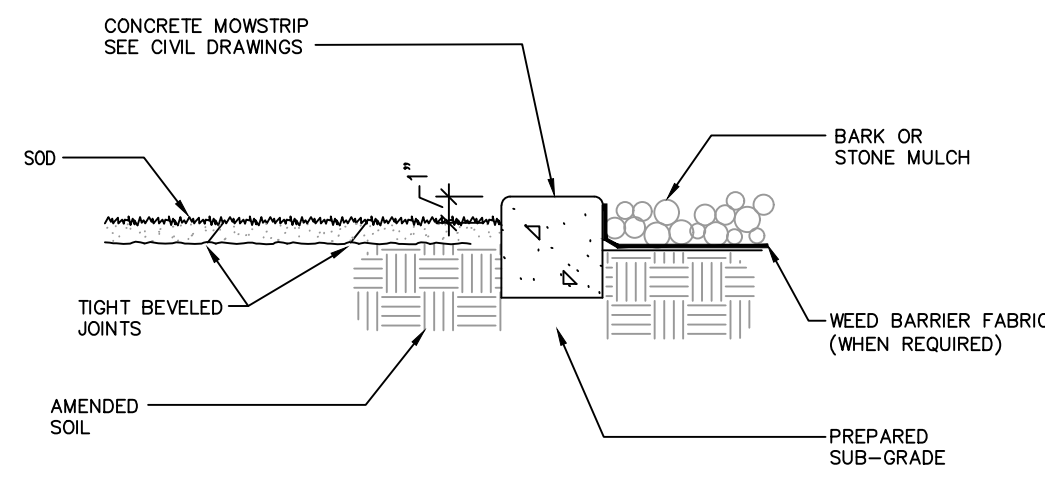 CONCRETE MOWSTRIP
SEE CIVIL DRAWINGS
SOD
1"
BARK OR
STONE MULCH
TIGHT BEVELED
JOINTS
WEED BARRIER FABRIC
(WHEN REQUIRED)
AMENDED
SOIL
PREPARED
SUB-GRADE